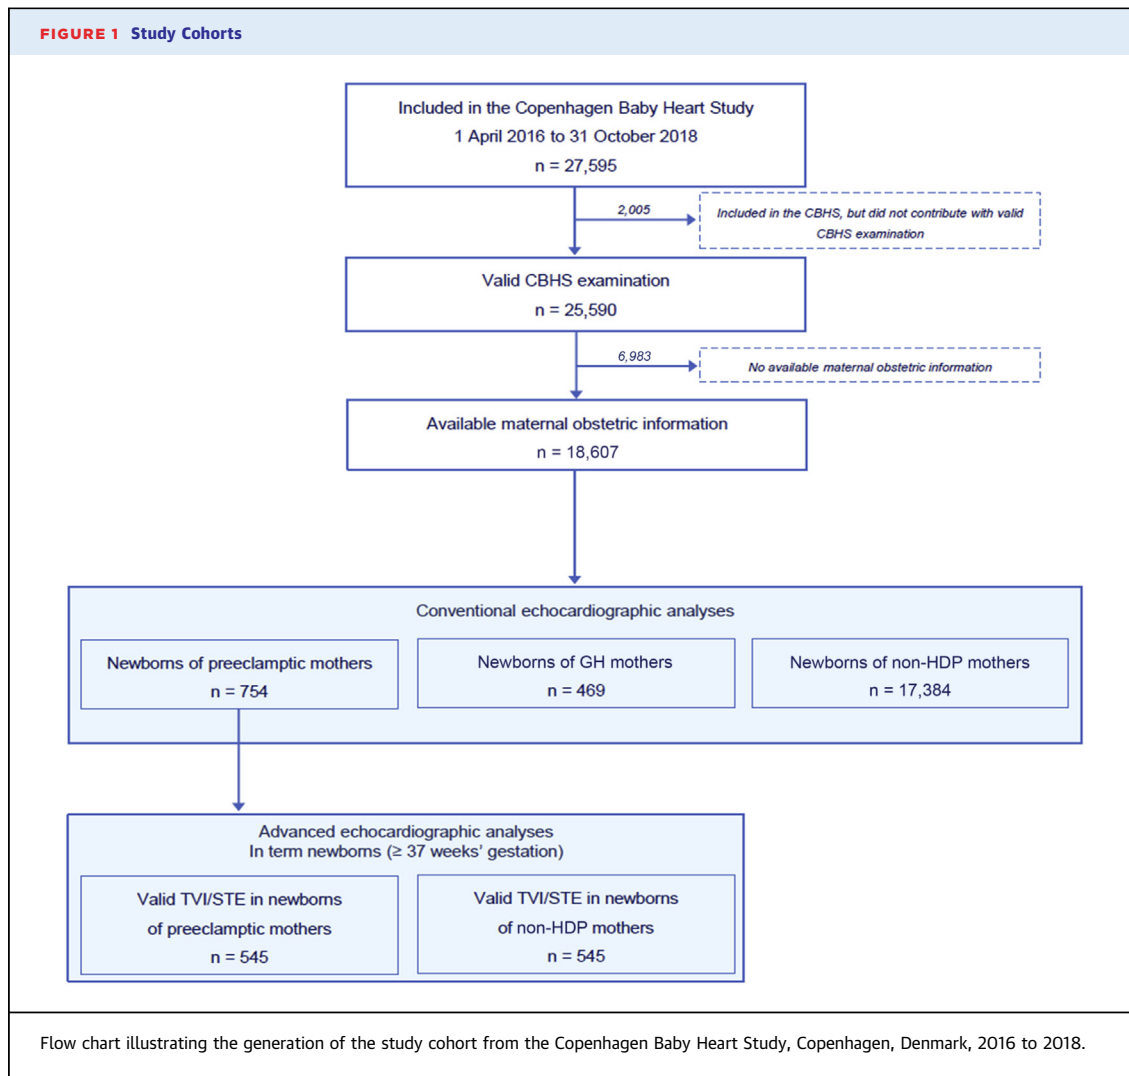 FIGURE 1 Study Cohorts
Included in the Copenhagen Baby Heart Study
1 April 2016 to 31 October 2018
n = 27,595
2,005
Included in the CBHS, but did not contribute with valid
CBHS examination
Valid CBHS examination
n = 25,590
6,983
No available maternal obstetric information
Available maternal obstetric information
n = 18,607
Conventional echocardiographic analyses
Newborns of preeclamptic mothers
n = 754
Newborns of GH mothers
n = 469
Newborns of non-HDP mothers
n = 17,384
Advanced echocardiographic analyses
In term newborns (≥ 37 weeks' gestation)
Valid TVI/STE in newborns
of preeclamptic mothers
n = 545
Valid TVI/STE in newborns
of non-HDP mothers
n = 545
Flow chart illustrating the generation of the study cohort from the Copenhagen Baby Heart Study, Copenhagen, Denmark, 2016 to 2018.